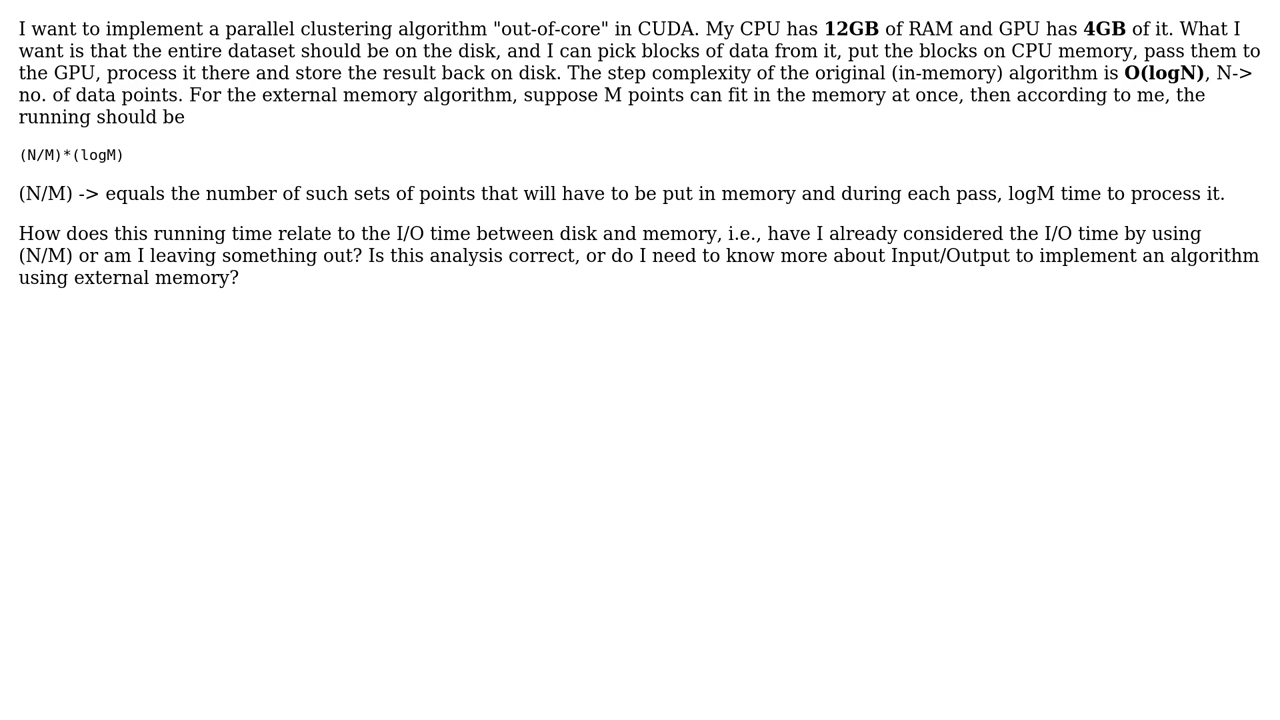 I want to implement a parallel clustering algorithm "out-of-core" in CUDA. My CPU has 12GB of RAM and GPU has 4GB of it. What I
want is that the entire dataset should be on the disk, and I can pick blocks of data from it, put the blocks on CPU memory, pass them to
the GPU, process it there and store the result back on disk. The step complexity of the original (in-memory) algorithm is O(logN), N->
no. of data points. For the external memory algorithm, suppose M points can fit in the memory at once, then according to me, the
running should be
(N/M)*(logM)
(N/M) -> equals the number of such sets of points that will have to be put in memory and during each pass, logM time to process it.
How does this running time relate to the I/O time between disk and memory, i.e., have I already considered the I/O time by using
(N/M) or am I leaving something out? Is this analysis correct, or do I need to know more about Input/Output to implement an algorithm
using external memory?